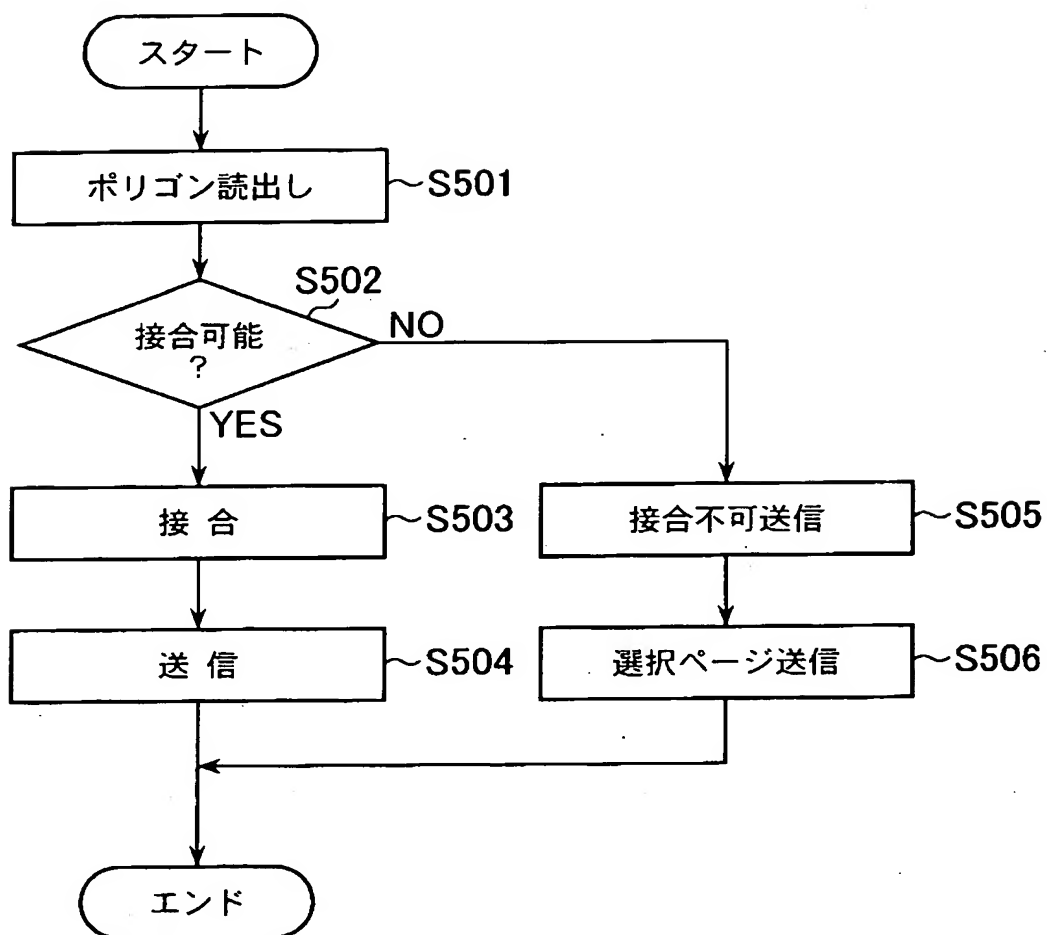 スタート
ポリゴン読出し
S501
S502
接合可能
?
NO
YES
接 合
S503
接合不可送信
S505
送 信
S504
選択ページ送信
S506
エンド